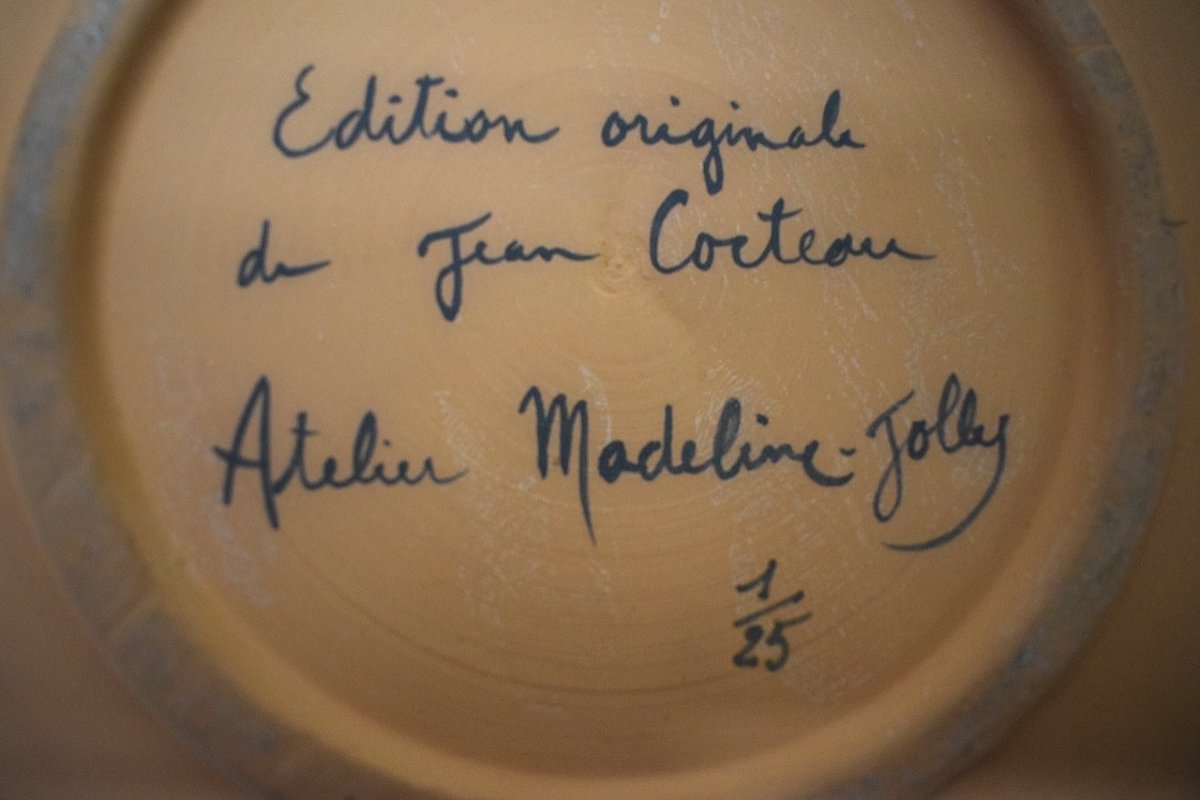 Edition originale
de Jean Cocteau
Atelier Madeline-Jolly
1/25